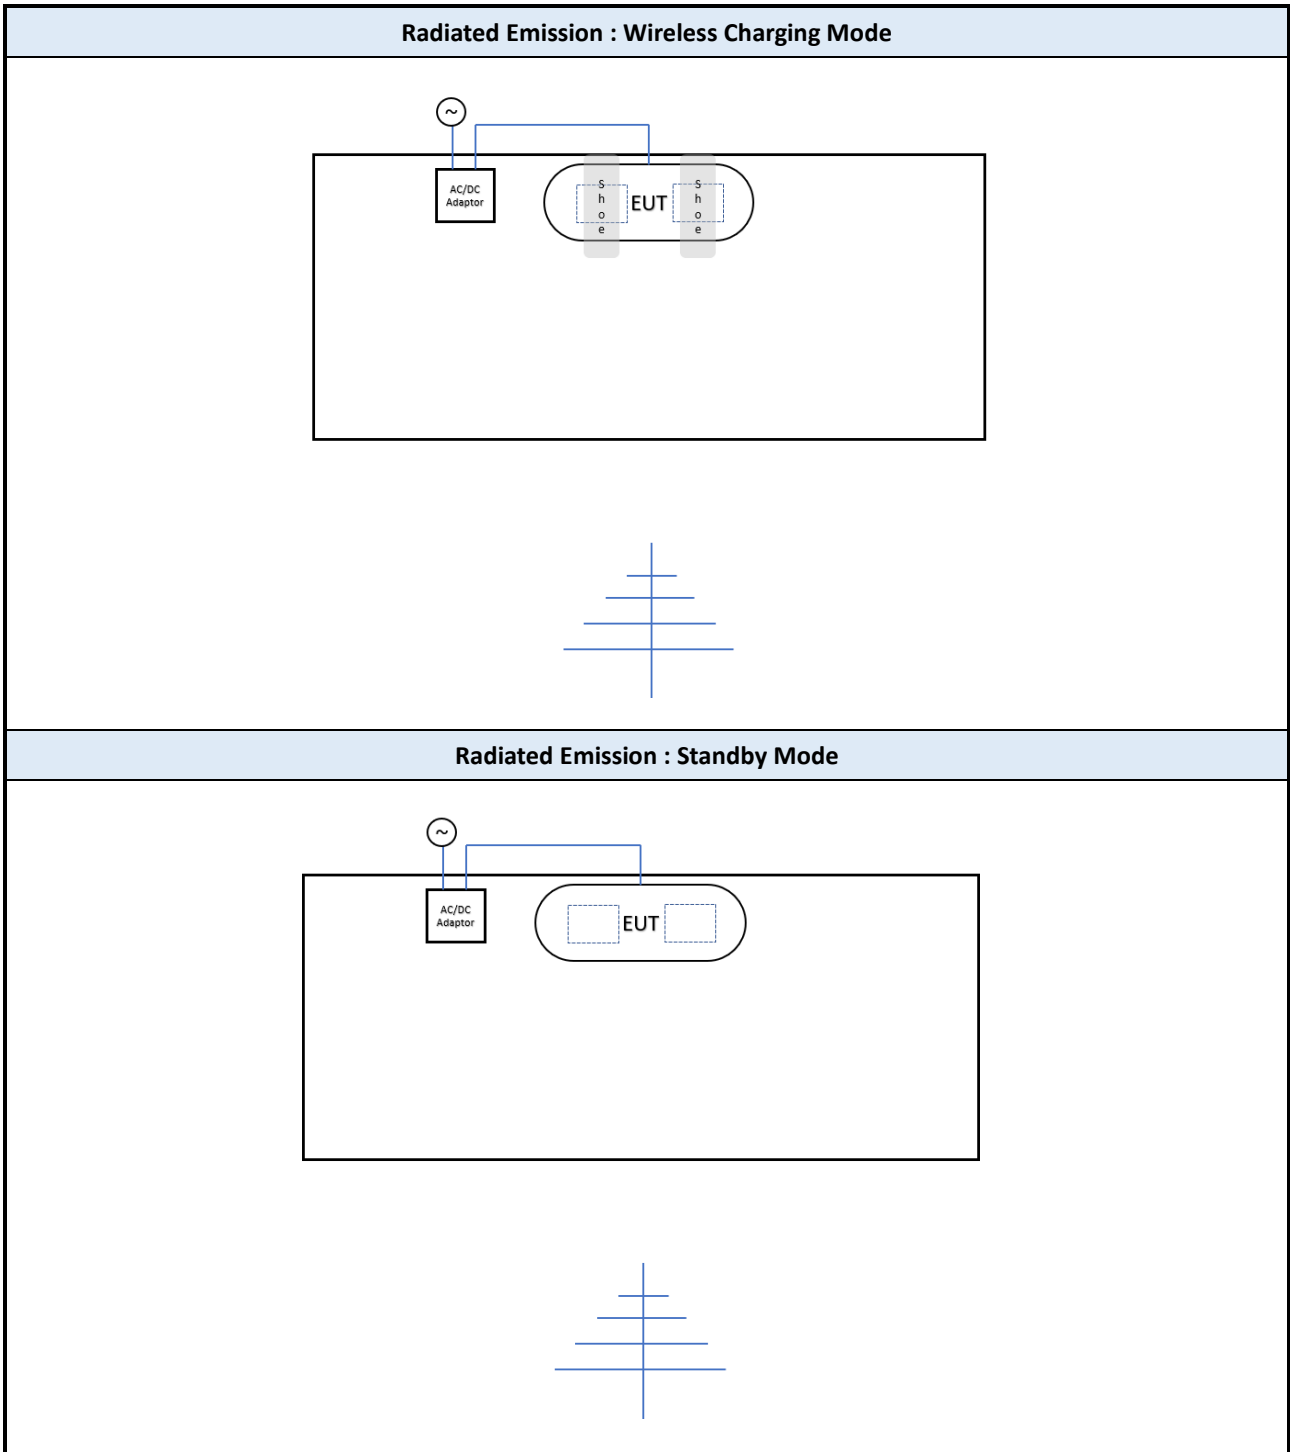 Radiated Emission : Wireless Charging Mode
~
AC/DC
Adaptor
S
h
o
e
EUT
S
h
o
e
Radiated Emission : Standby Mode
~
AC/DC
Adaptor
EUT